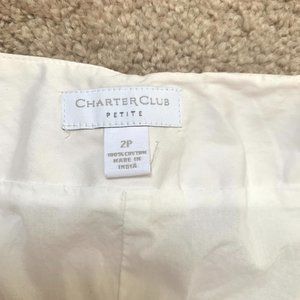 CHARTER CLUB
PETITE
2P
100% COTTON
MADE IN
INDIA